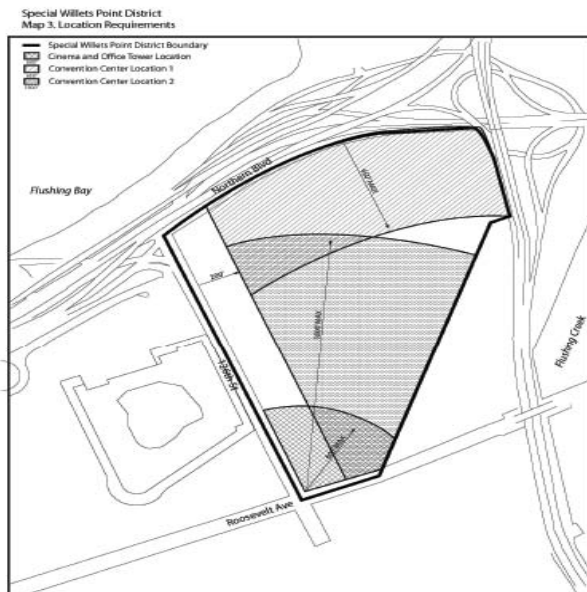 Special Willets Point District
Map 3. Location Requirements
Special Willets Point District Boundary
Cinema and Office Tower Location
Convention Center Location 1
Convention Center Location 2
Northern Blvd
Flushing Bay
200'
126th St
Flushing Creek
Roosevelt Ave